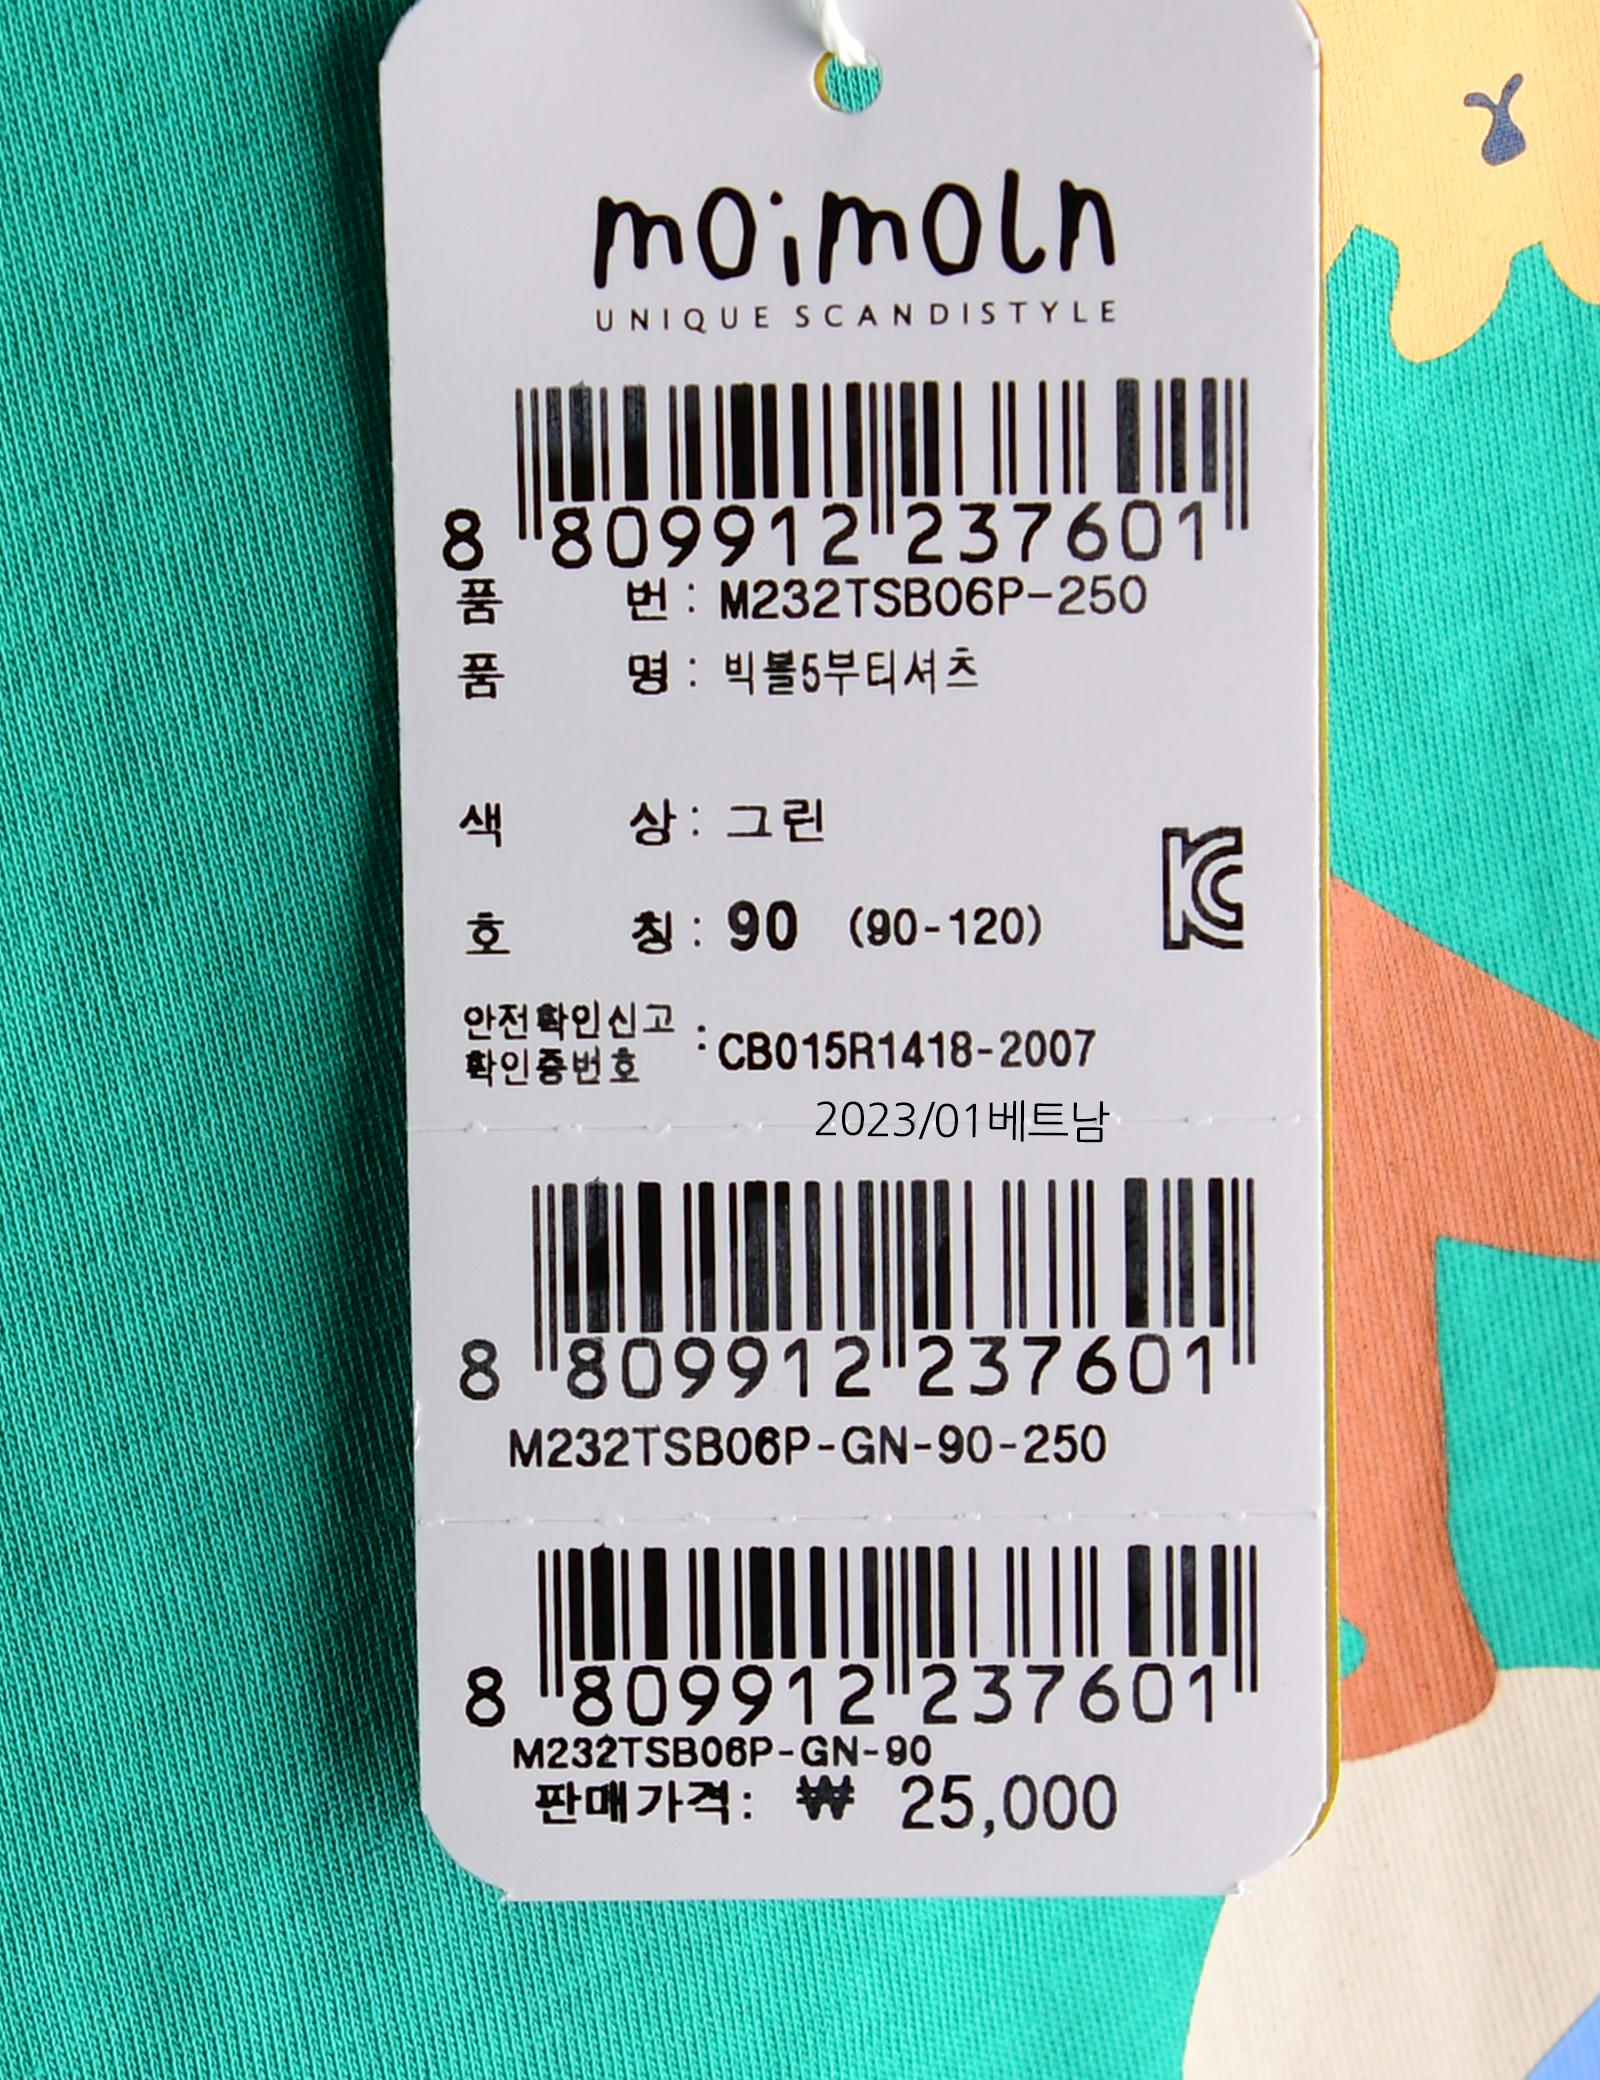 moimoln
UNIQUE SCANDISTYLE
8 809912 237601
품 번 : M232TSB06P-250
품 명 : 빅볼5부티셔츠
색 상 : 그린
호 칭 : 90 (90-120)
안전확인신고
확인증번호 : CB015R1418-2007
2023/01베트남
8 809912 237601
M232TSB06P-GN-90-250
8 809912 237601
M232TSB06P-GN-90
판매가격: ₩ 25,000